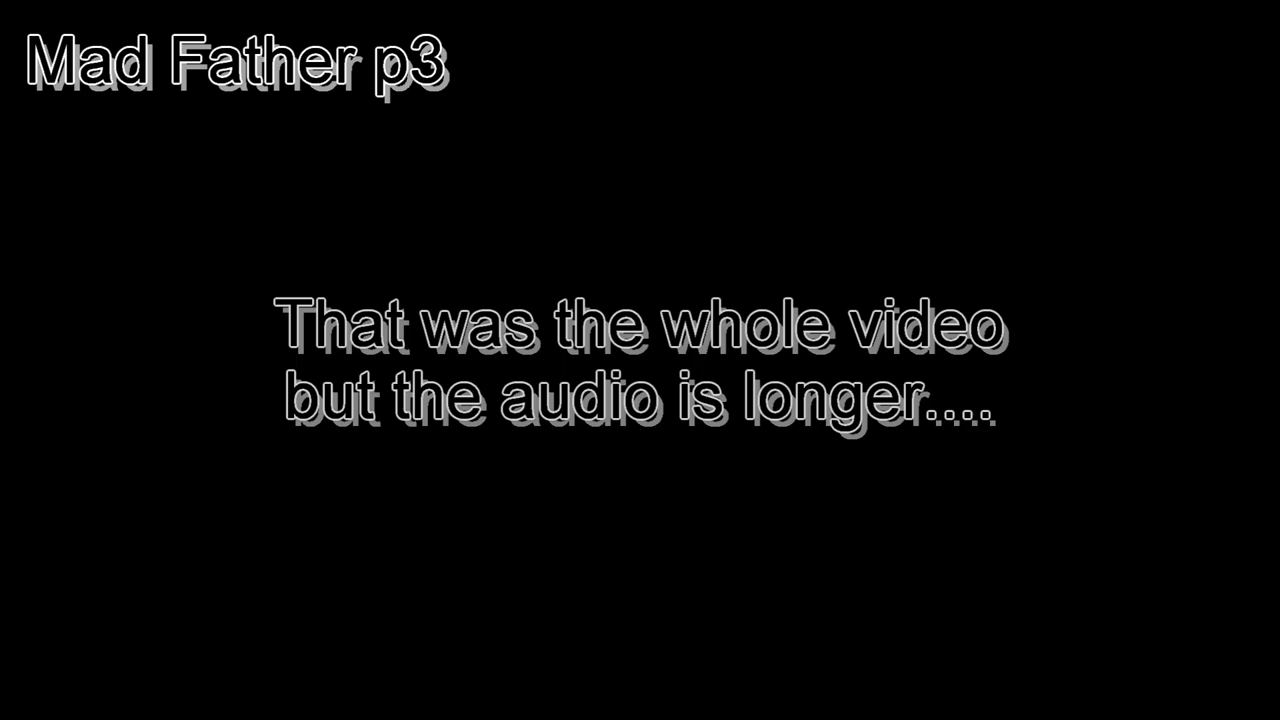 Mad Father p3
That was the whole video
but the audio is longer....